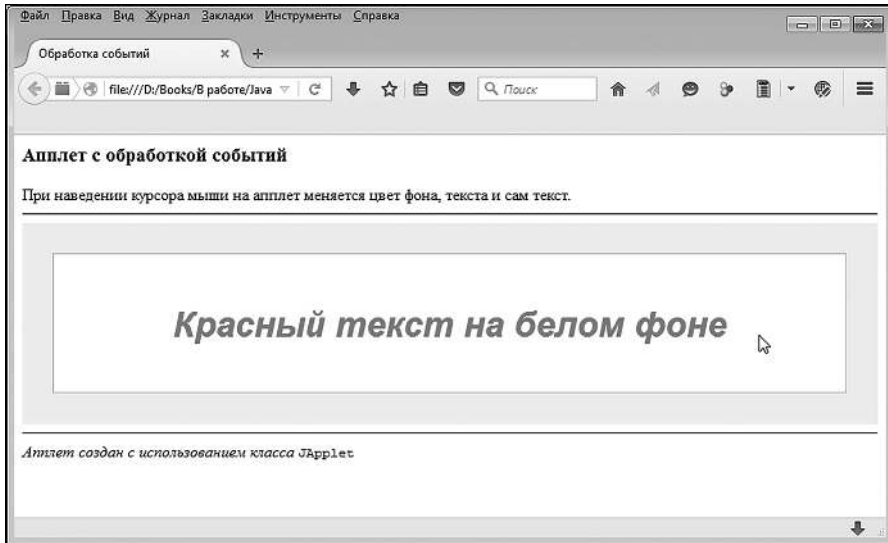 Файл Правка Вид Журнал Закладки Инструменты Справка
Обработка событий × +
file:///D:/Books/В работе/Java
Поиск
Апплет с обработкой событий
При наведении курсора мыши на апплет меняется цвет фона, текста и сам текст.
Красный текст на белом фоне
Апплет создан с использованием класса JApplet